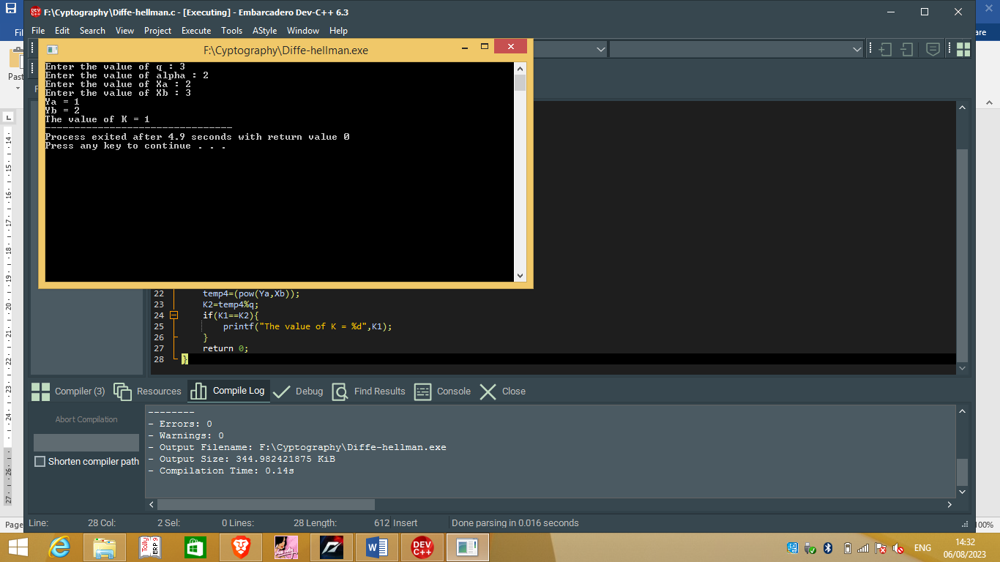 F:\Cyptography\Diffe-hellman.c - [Executing] - Embarcadero Dev-C++ 6.3
File Edit Search View Project Execute Tools AStyle Window Help
F:\Cyptography\Diffe-hellman.exe
Enter the value of q : 3
Enter the value of alpha : 2
Enter the value of Xa : 2
Enter the value of Xb : 3
Ya = 1
Yb = 2
The value of K = 1
--------------------------------
Process exited after 4.9 seconds with return value 0
Press any key to continue . . .
22 temp4=(pow(Ya,Xb));
23 K2=temp4%q;
24 if(K1==K2){
25 printf("The value of K = %d",K1);
26 }
27 return 0;
28 }
Compiler (3) Resources Compile Log Debug Find Results Console Close
Abort Compilation
Shorten compiler path
--------
- Errors: 0
- Warnings: 0
- Output Filename: F:\Cyptography\Diffe-hellman.exe
- Output Size: 344.982421875 KiB
- Compilation Time: 0.14s
Line: 28 Col: 2 Sel: 0 Lines: 28 Length: 612 Insert Done parsing in 0.016 seconds
Page
100%
Tally ERP 9
DEV C++
ENG
14:32
06/08/2023